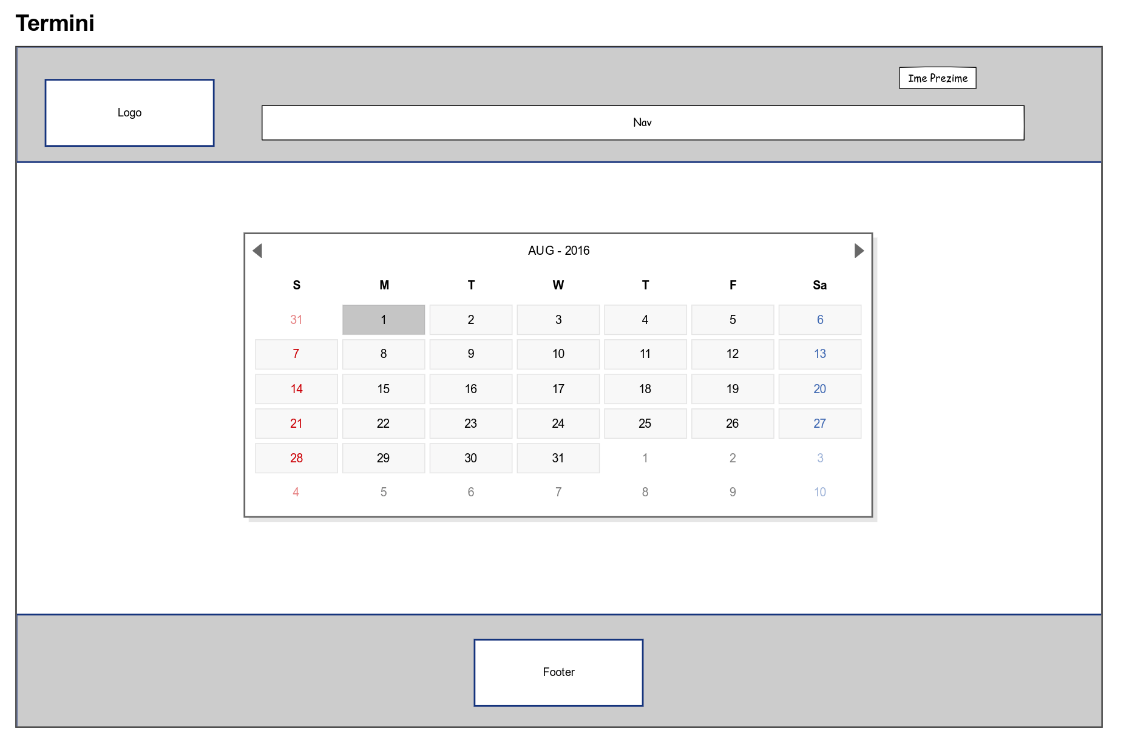 Termini
Ime Prezime
Logo
Nav
AUG - 2016
S M T W T F Sa
31 1 2 3 4 5 6
7 8 9 10 11 12 13
14 15 16 17 18 19 20
21 22 23 24 25 26 27
28 29 30 31 1 2 3
4 5 6 7 8 9 10
Footer